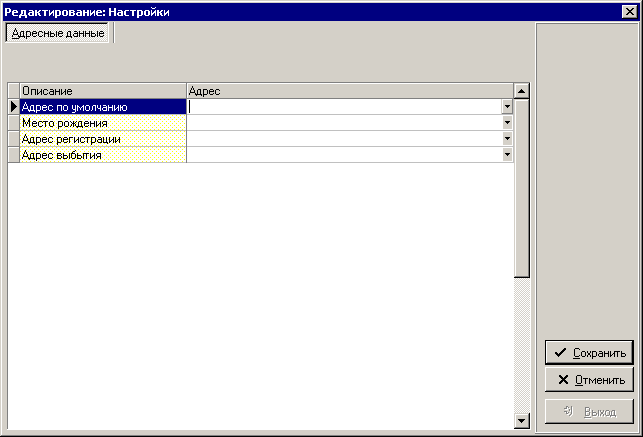 Редактирование: Настройки
Адресные данные
Описание Адрес
Адрес по умолчанию
Место рождения
Адрес регистрации
Адрес выбытия
Сохранить
Отменить
Выход